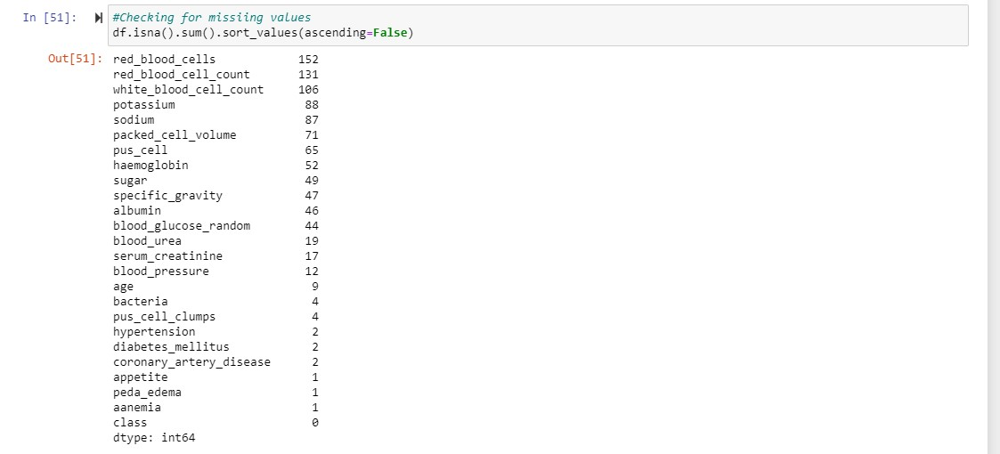 In [51]: #Checking for missiing values
df.isna().sum().sort_values(ascending=False)
Out[51]: red_blood_cells 152
red_blood_cell_count 131
white_blood_cell_count 106
potassium 88
sodium 87
packed_cell_volume 71
pus_cell 65
haemoglobin 52
sugar 49
specific_gravity 47
albumin 46
blood_glucose_random 44
blood_urea 19
serum_creatinine 17
blood_pressure 12
age 9
bacteria 4
pus_cell_clumps 4
hypertension 2
diabetes_mellitus 2
coronary_artery_disease 2
appetite 1
peda_edema 1
aanemia 1
class 0
dtype: int64